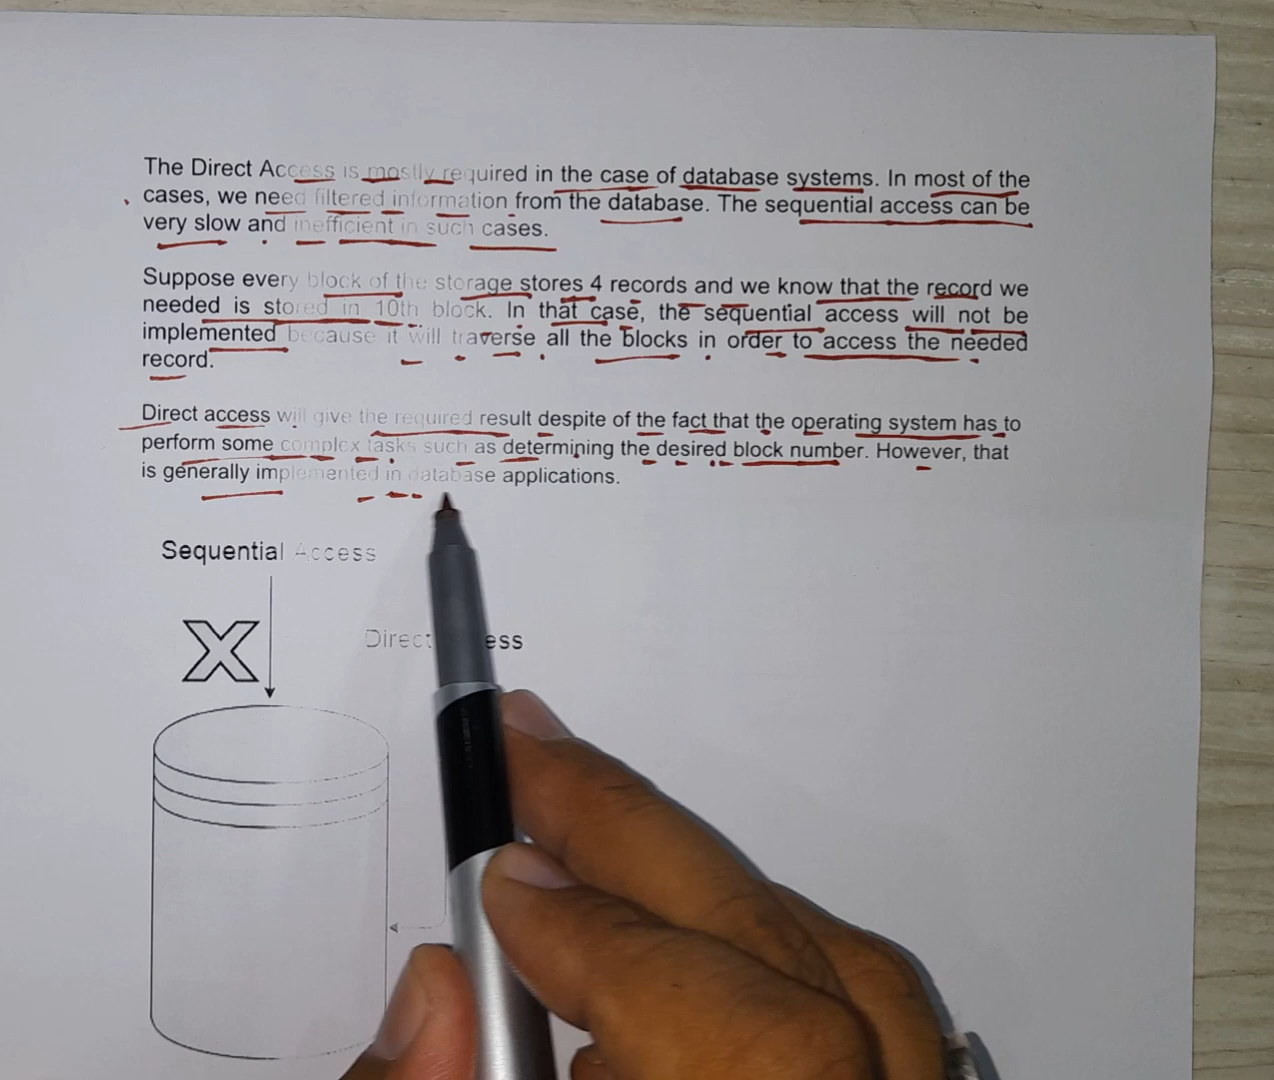 The Direct Access is mostly required in the case of database systems. In most of the
cases, we need filtered information from the database. The sequential access can be
very slow and inefficient in such cases.
Suppose every block of the storage stores 4 records and we know that the record we
needed is stored in 10th block. In that case, the sequential access will not be
implemented because it will traverse all the blocks in order to access the needed
record.
Direct access will give the required result despite of the fact that the operating system has to
perform some complex tasks such as determining the desired block number. However, that
is generally implemented in database applications.
Sequential Access
X
Direct